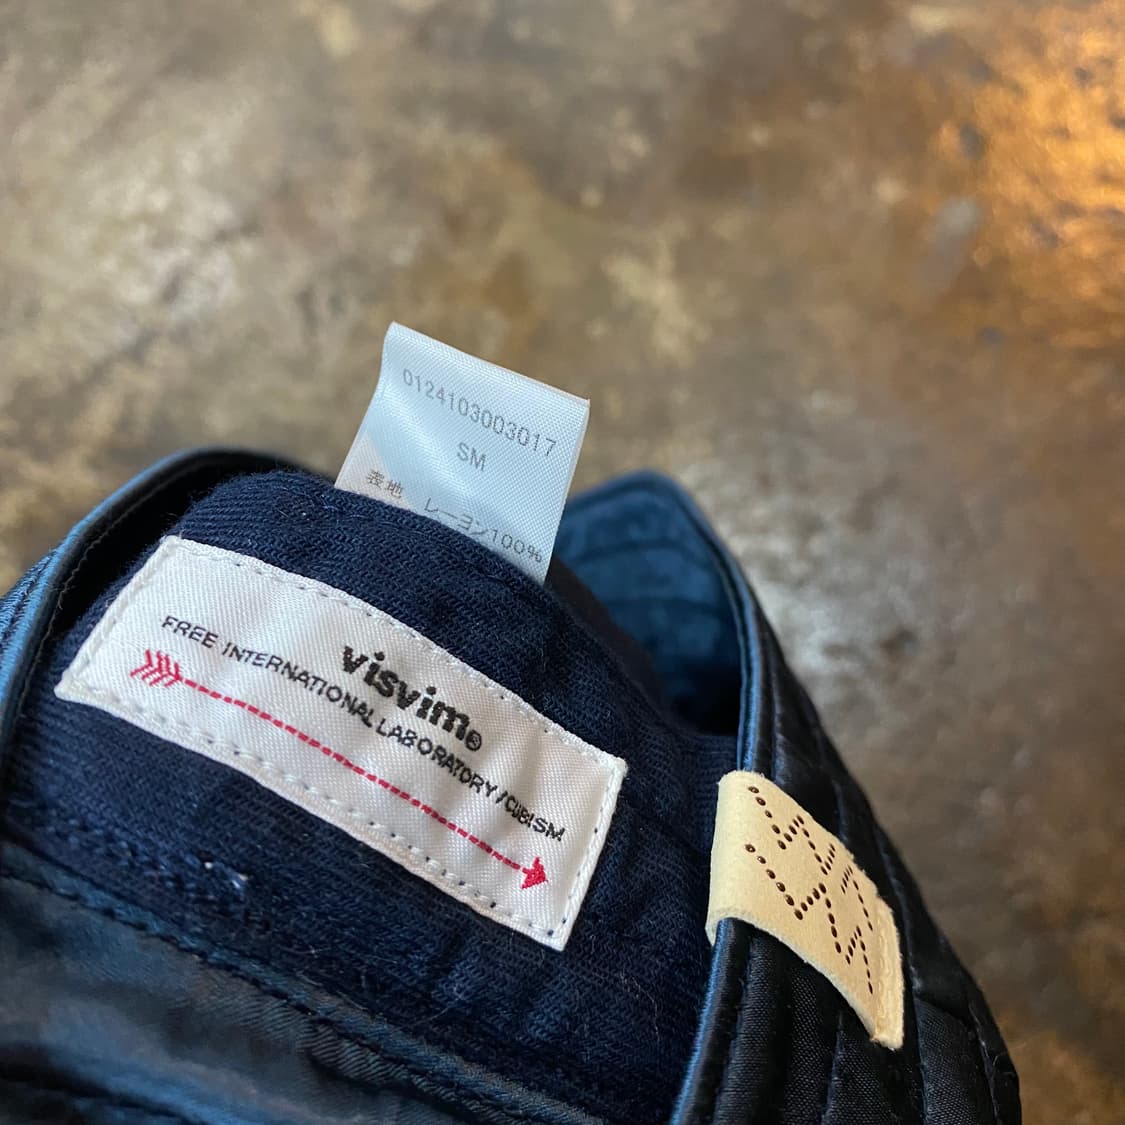 0124103003017
SM
表地 レーヨン100%
visvim®
FREE INTERNATIONAL LABORATORY/CUBISM